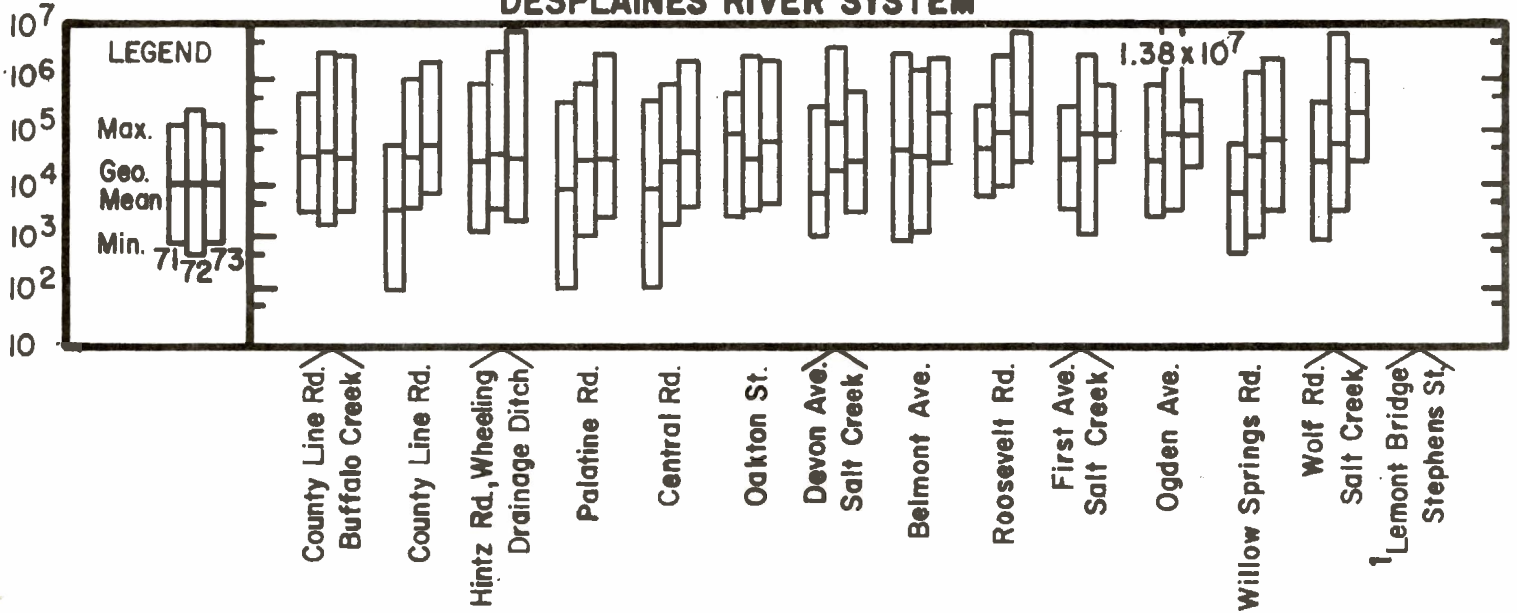 DESPLAINES RIVER SYSTEM
10⁷
10⁶
10⁵
10⁴
10³
10²
10
LEGEND
Max.
Geo.
Mean
Min.
71 72 73
1.38 x 10⁷
County Line Rd.
Buffalo Creek
County Line Rd.
Hintz Rd., Wheeling
Drainage Ditch
Palatine Rd.
Central Rd.
Oakton St.
Devon Ave.
Salt Creek
Belmont Ave.
Roosevelt Rd.
First Ave.
Salt Creek
Ogden Ave.
Willow Springs Rd.
Wolf Rd.
Salt Creek
1 Lemont Bridge
Stephens St.